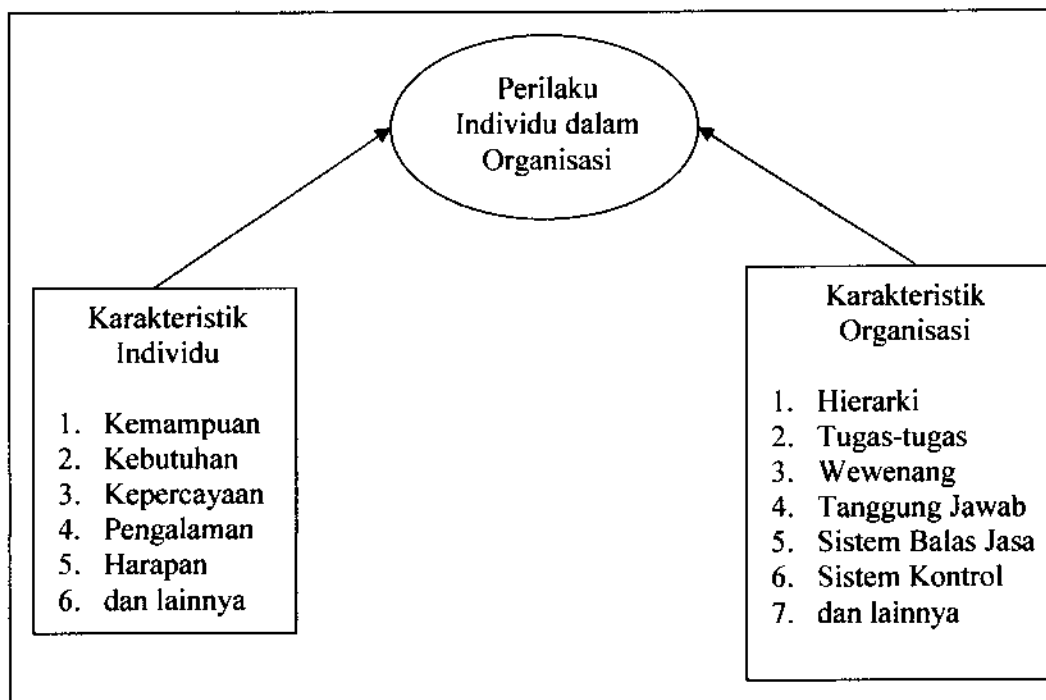 Perilaku
Individu dalam
Organisasi
Karakteristik
Individu
1. Kemampuan
2. Kebutuhan
3. Kepercayaan
4. Pengalaman
5. Harapan
6. dan lainnya
Karakteristik
Organisasi
1. Hierarki
2. Tugas-tugas
3. Wewenang
4. Tanggung Jawab
5. Sistem Balas Jasa
6. Sistem Kontrol
7. dan lainnya